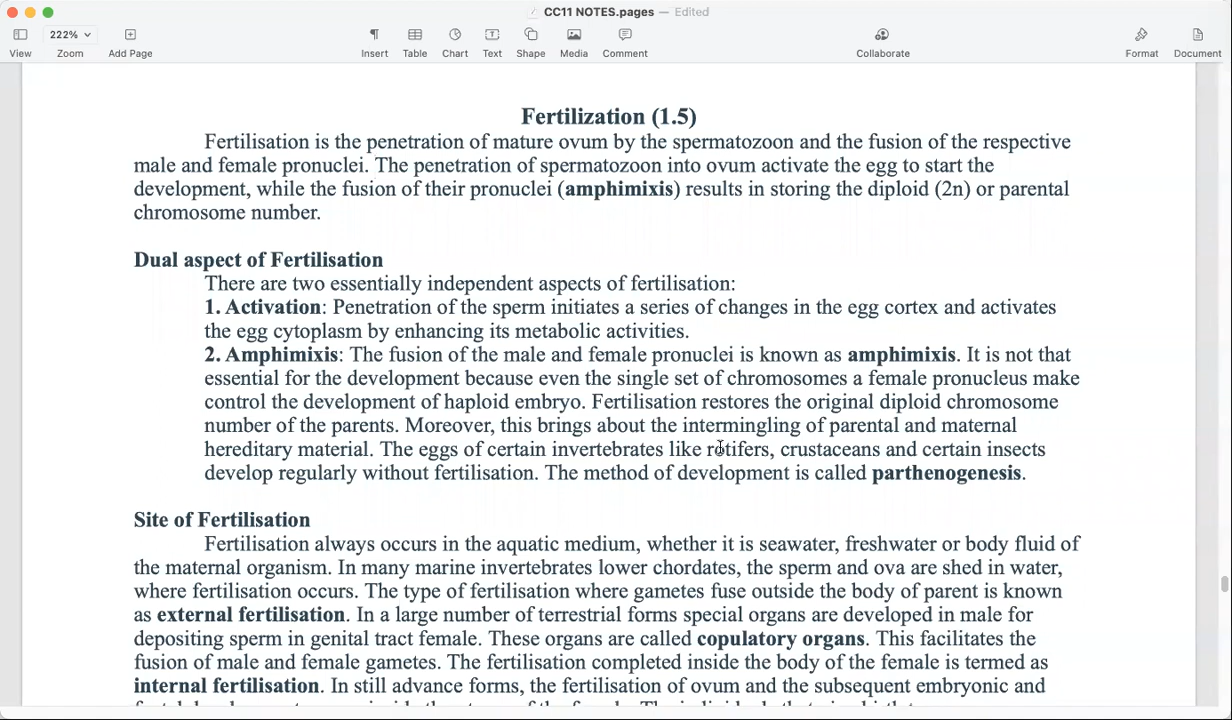 CC11 NOTES.pages — Edited
222%
View Zoom Add Page Insert Table Chart Text Shape Media Comment Collaborate Format Document
Fertilization (1.5)
Fertilisation is the penetration of mature ovum by the spermatozoon and the fusion of the respective
male and female pronuclei. The penetration of spermatozoon into ovum activate the egg to start the
development, while the fusion of their pronuclei (amphimixis) results in storing the diploid (2n) or parental
chromosome number.
Dual aspect of Fertilisation
There are two essentially independent aspects of fertilisation:
1. Activation: Penetration of the sperm initiates a series of changes in the egg cortex and activates
the egg cytoplasm by enhancing its metabolic activities.
2. Amphimixis: The fusion of the male and female pronuclei is known as amphimixis. It is not that
essential for the development because even the single set of chromosomes a female pronucleus make
control the development of haploid embryo. Fertilisation restores the original diploid chromosome
number of the parents. Moreover, this brings about the intermingling of parental and maternal
hereditary material. The eggs of certain invertebrates like rotifers, crustaceans and certain insects
develop regularly without fertilisation. The method of development is called parthenogenesis.
Site of Fertilisation
Fertilisation always occurs in the aquatic medium, whether it is seawater, freshwater or body fluid of
the maternal organism. In many marine invertebrates lower chordates, the sperm and ova are shed in water,
where fertilisation occurs. The type of fertilisation where gametes fuse outside the body of parent is known
as external fertilisation. In a large number of terrestrial forms special organs are developed in male for
depositing sperm in genital tract female. These organs are called copulatory organs. This facilitates the
fusion of male and female gametes. The fertilisation completed inside the body of the female is termed as
internal fertilisation. In still advance forms, the fertilisation of ovum and the subsequent embryonic and